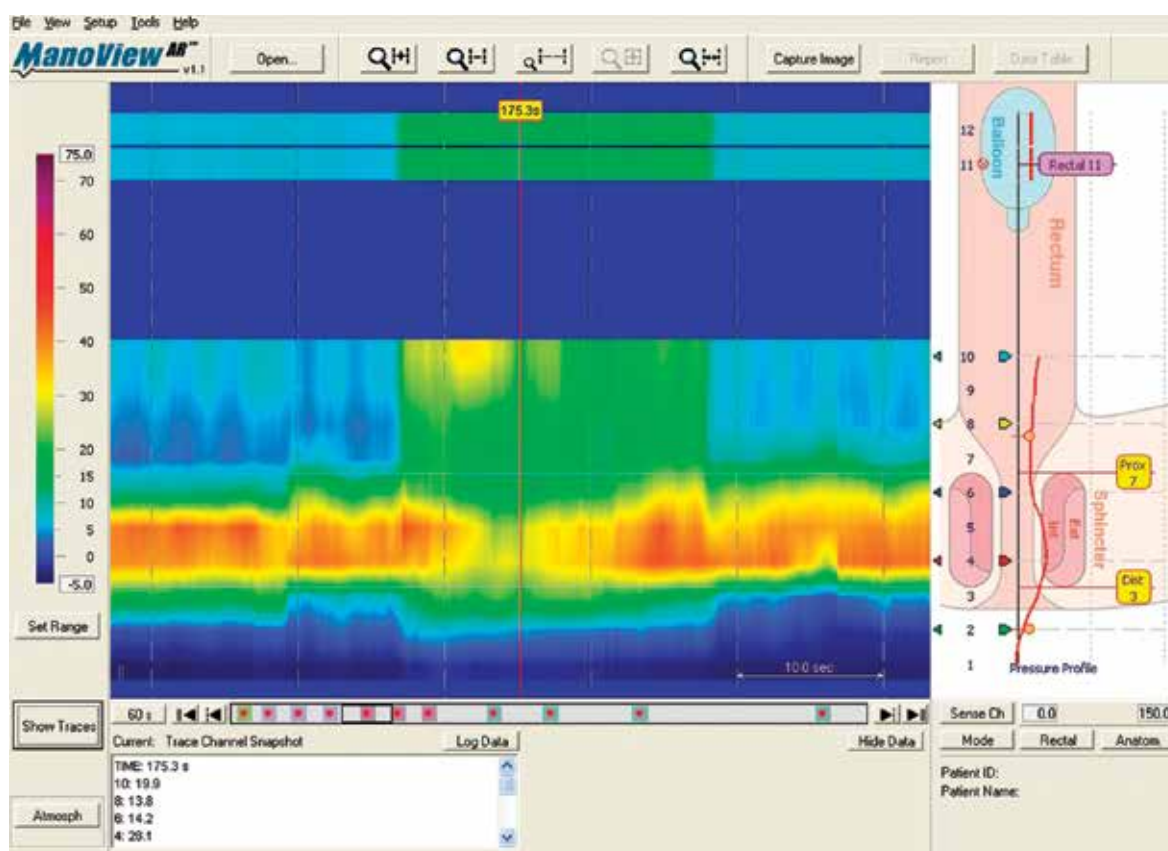 File View Setup Tools Help
ManoView AR™ v1.1
Open...
Capture Image
Report
Data Table
175.3s
75.0
70
60
50
40
30
20
15
10
5
0
-5.0
Set Range
10.0 sec
Balloon
12
11
Rectal 11
Rectum
10
9
8
7
Prox 7
6
5
4
3
2
1
Int
Ext
Sphincter
Dist 3
Pressure Profile
Show Traces
60 s
Sense Ch 0.0 150.0
Current: Trace Channel Snapshot
Log Data
Hide Data
Mode Rectal Anatom.
TIME: 175.3 s
10: 19.9
8: 13.8
6: 14.2
4: 28.1
Atmosph
Patient ID:
Patient Name: